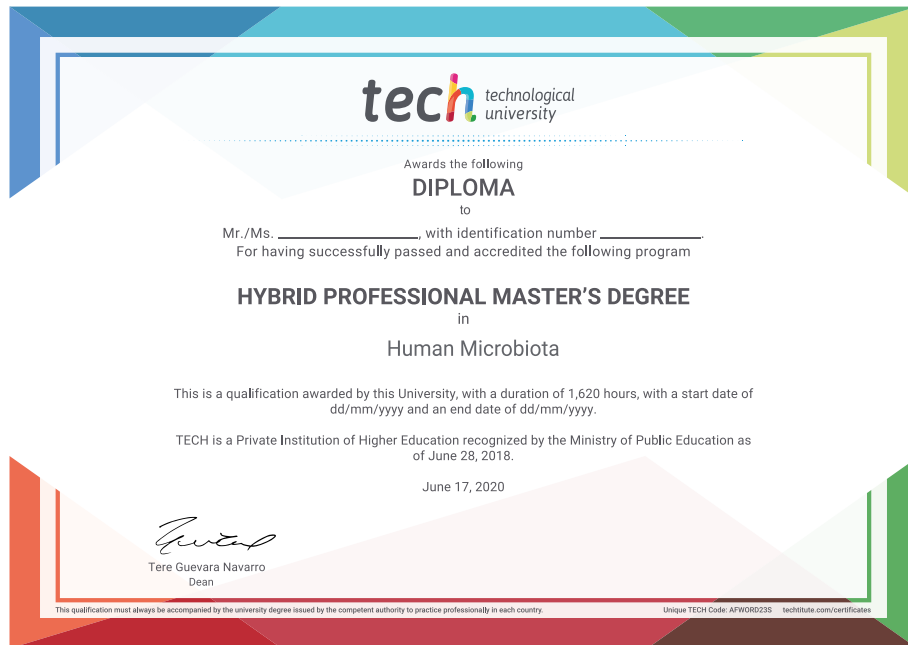 tech technological
university
Awards the following
DIPLOMA
to
Mr./Ms. ____________, with identification number ____________.
For having successfully passed and accredited the following program
HYBRID PROFESSIONAL MASTER'S DEGREE
in
Human Microbiota
This is a qualification awarded by this University, with a duration of 1,620 hours, with a start date of
dd/mm/yyyy and an end date of dd/mm/yyyy.
TECH is a Private Institution of Higher Education recognized by the Ministry of Public Education as
of June 28, 2018.
June 17, 2020
Tere Guevara Navarro
Dean
This qualification must always be accompanied by the university degree issued by the competent authority to practice professionally in each country. Unique TECH Code: AFWORD23S techtitute.com/certificates